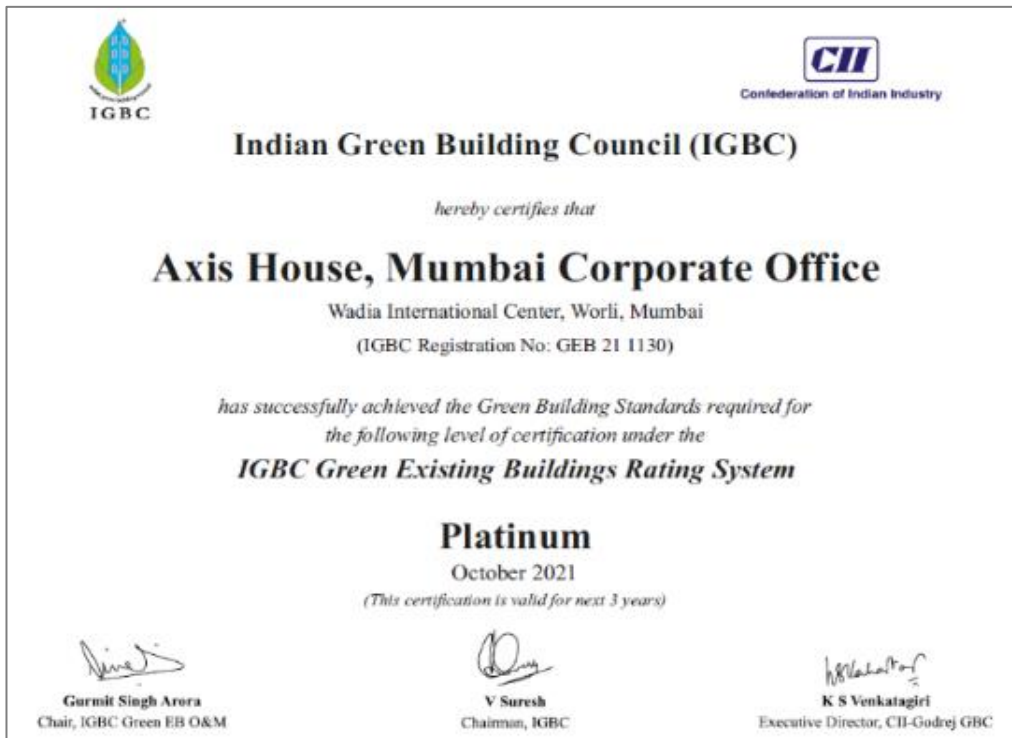 IGBC
CII
Confederation of Indian Industry
Indian Green Building Council (IGBC)
hereby certifies that
Axis House, Mumbai Corporate Office
Wadia International Center, Worli, Mumbai
(IGBC Registration No: GEB 21 1130)
has successfully achieved the Green Building Standards required for
the following level of certification under the
IGBC Green Existing Buildings Rating System
Platinum
October 2021
(This certification is valid for next 3 years)
Gurmit Singh Arora
Chair, IGBC Green EB O&M
V Suresh
Chairman, IGBC
K S Venkatagiri
Executive Director, CII-Godrej GBC